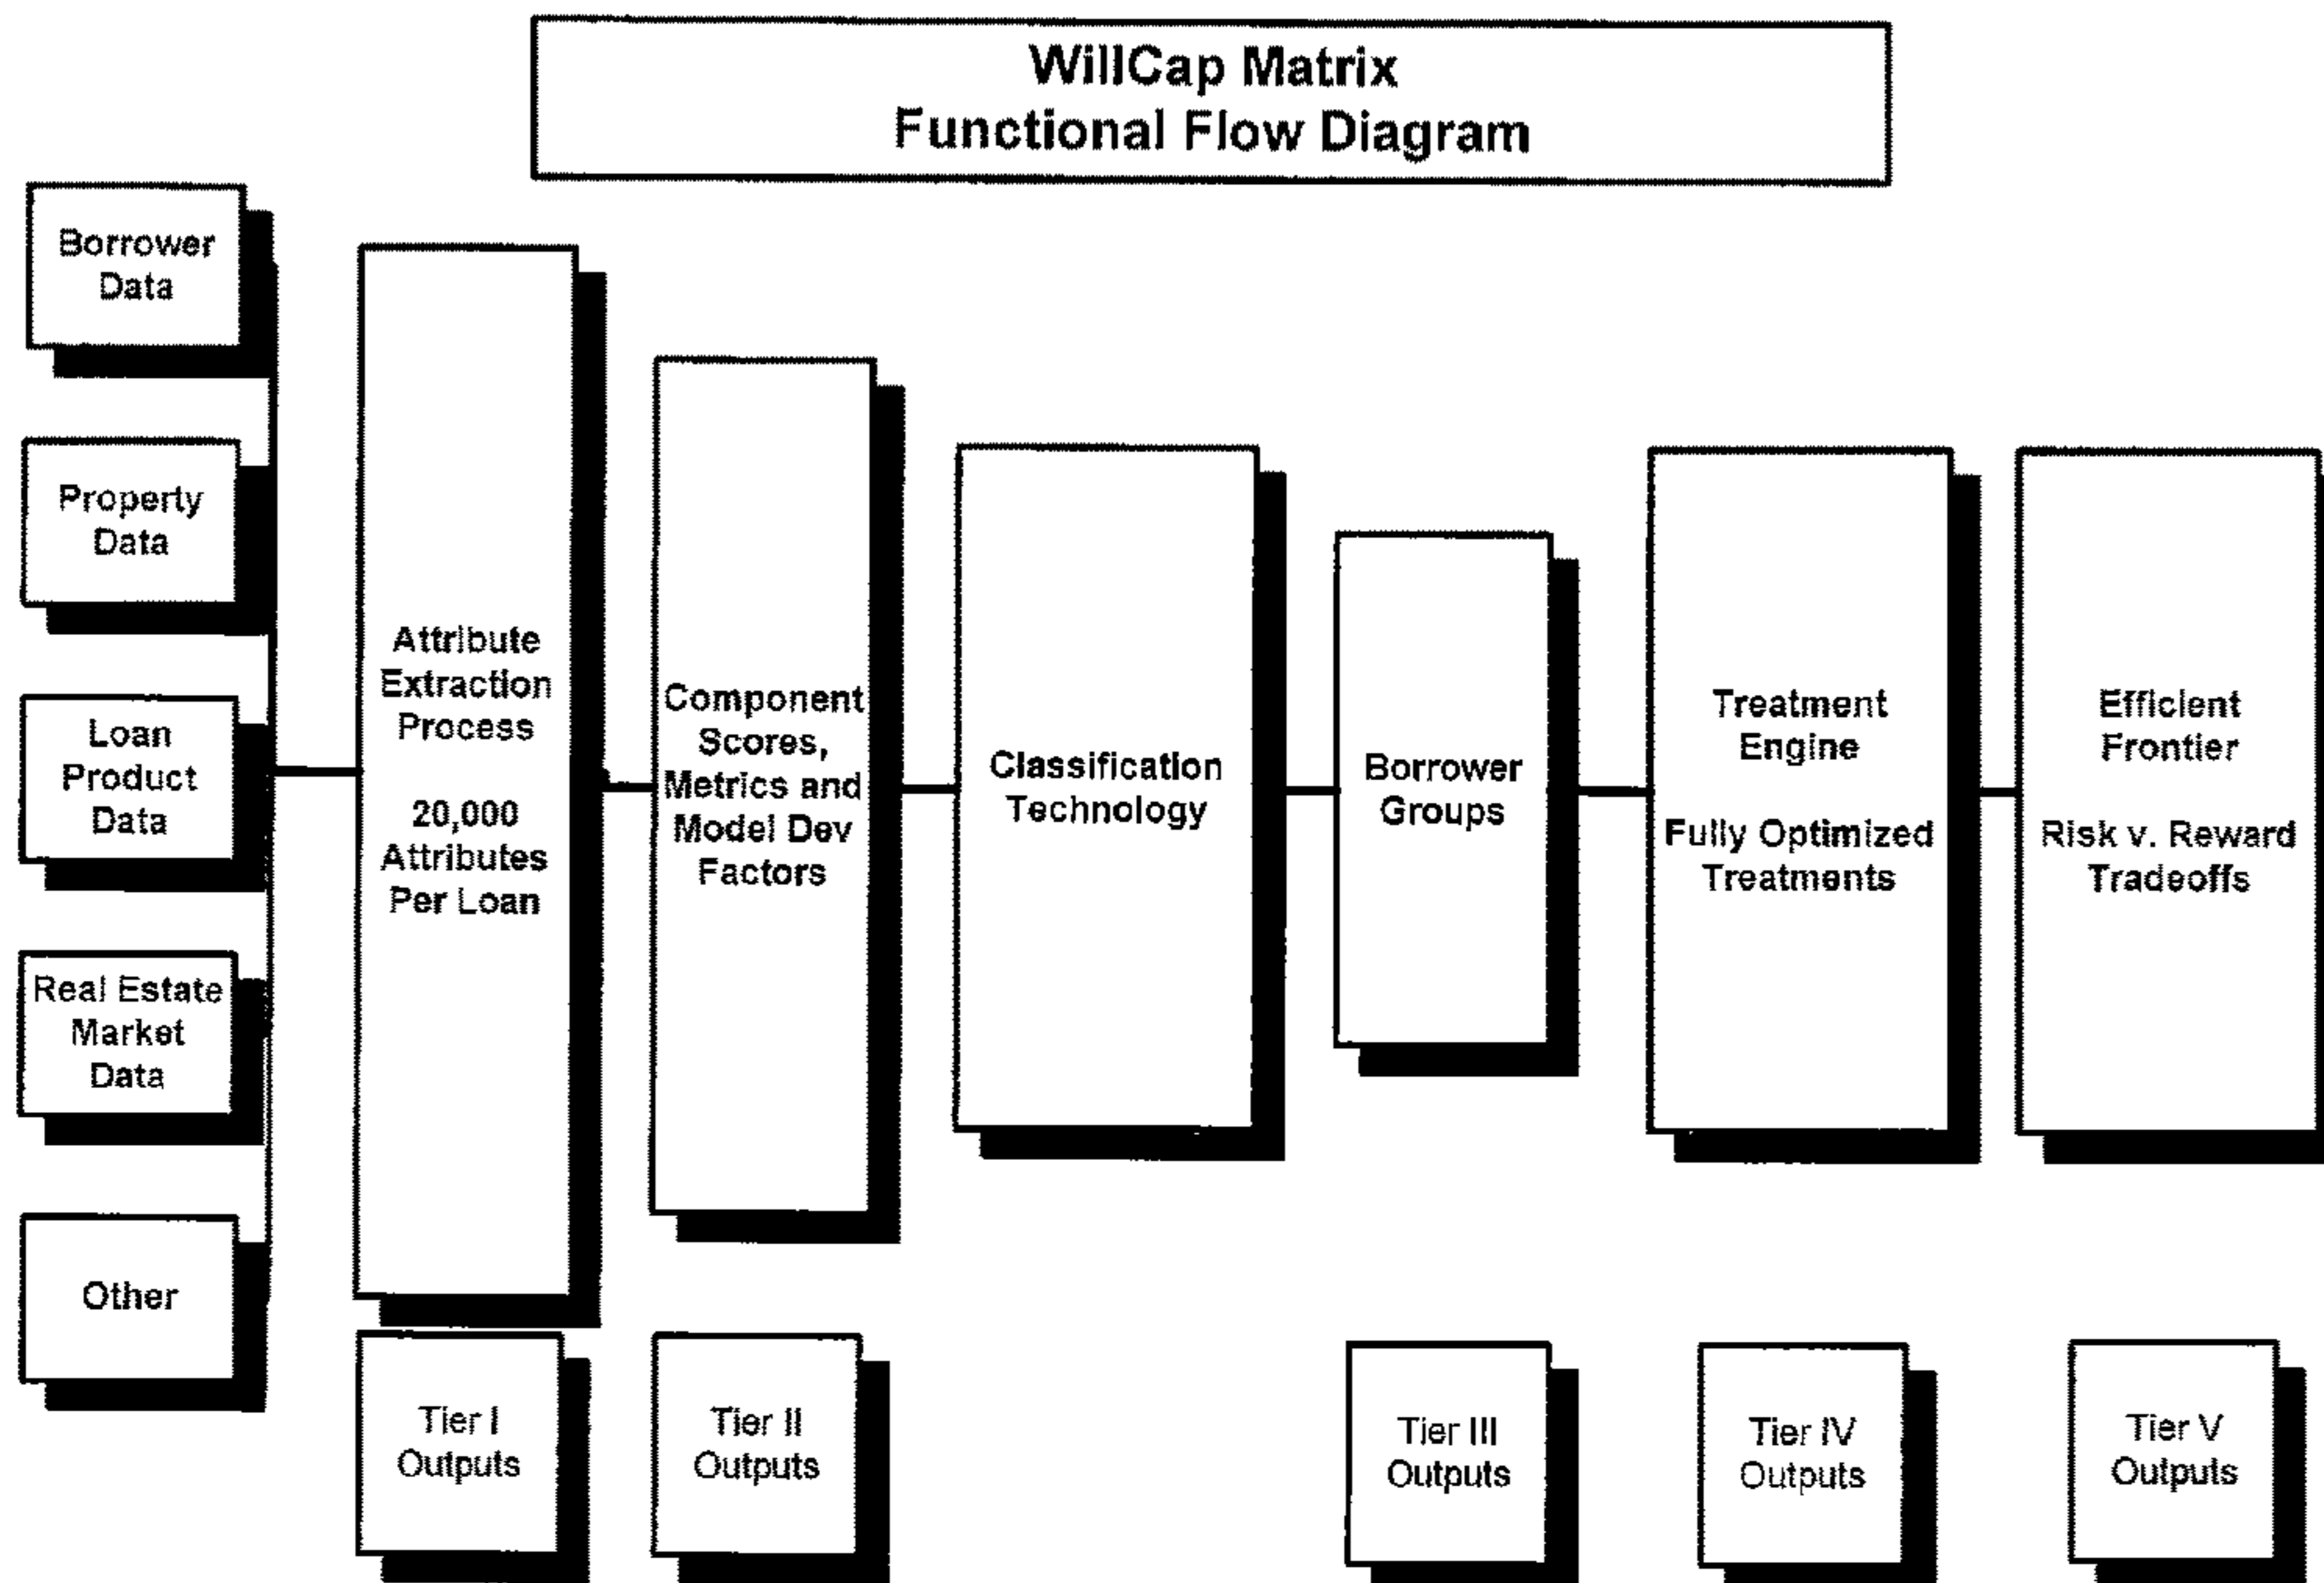 WillCap Matrix
Functional Flow Diagram
Borrower
Data
Property
Data
Loan
Product
Data
Real Estate
Market
Data
Other
Attribute
Extraction
Process
20,000
Attributes
Per Loan
Component
Scores,
Metrics and
Model Dev
Factors
Classification
Technology
Borrower
Groups
Treatment
Engine
Fully Optimized
Treatments
Efficient
Frontier
Risk v. Reward
Tradeoffs
Tier I
Outputs
Tier II
Outputs
Tier III
Outputs
Tier IV
Outputs
Tier V
Outputs